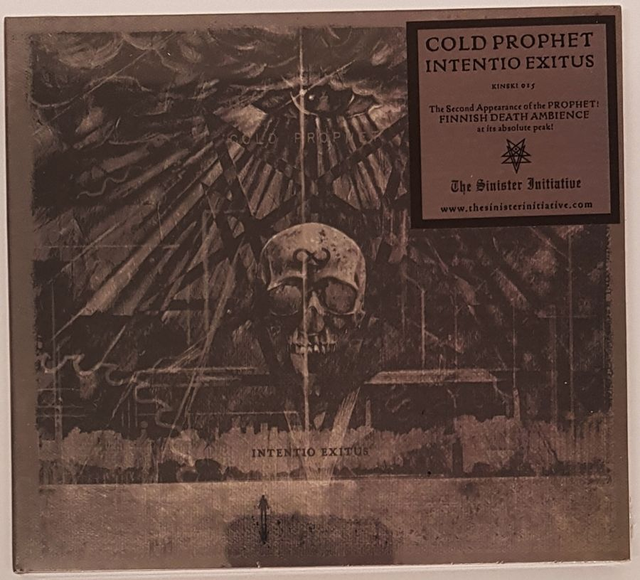 COLD PROPHET
INTENTIO EXITUS
KINSKI 015
The Second Appearance of the PROPHET!
FINNISH DEATH AMBIENCE
at its absolute peak!
The Sinister Initiative
www.thesinisterinitiative.com
COLD PROPHET
INTENTIO EXITUS